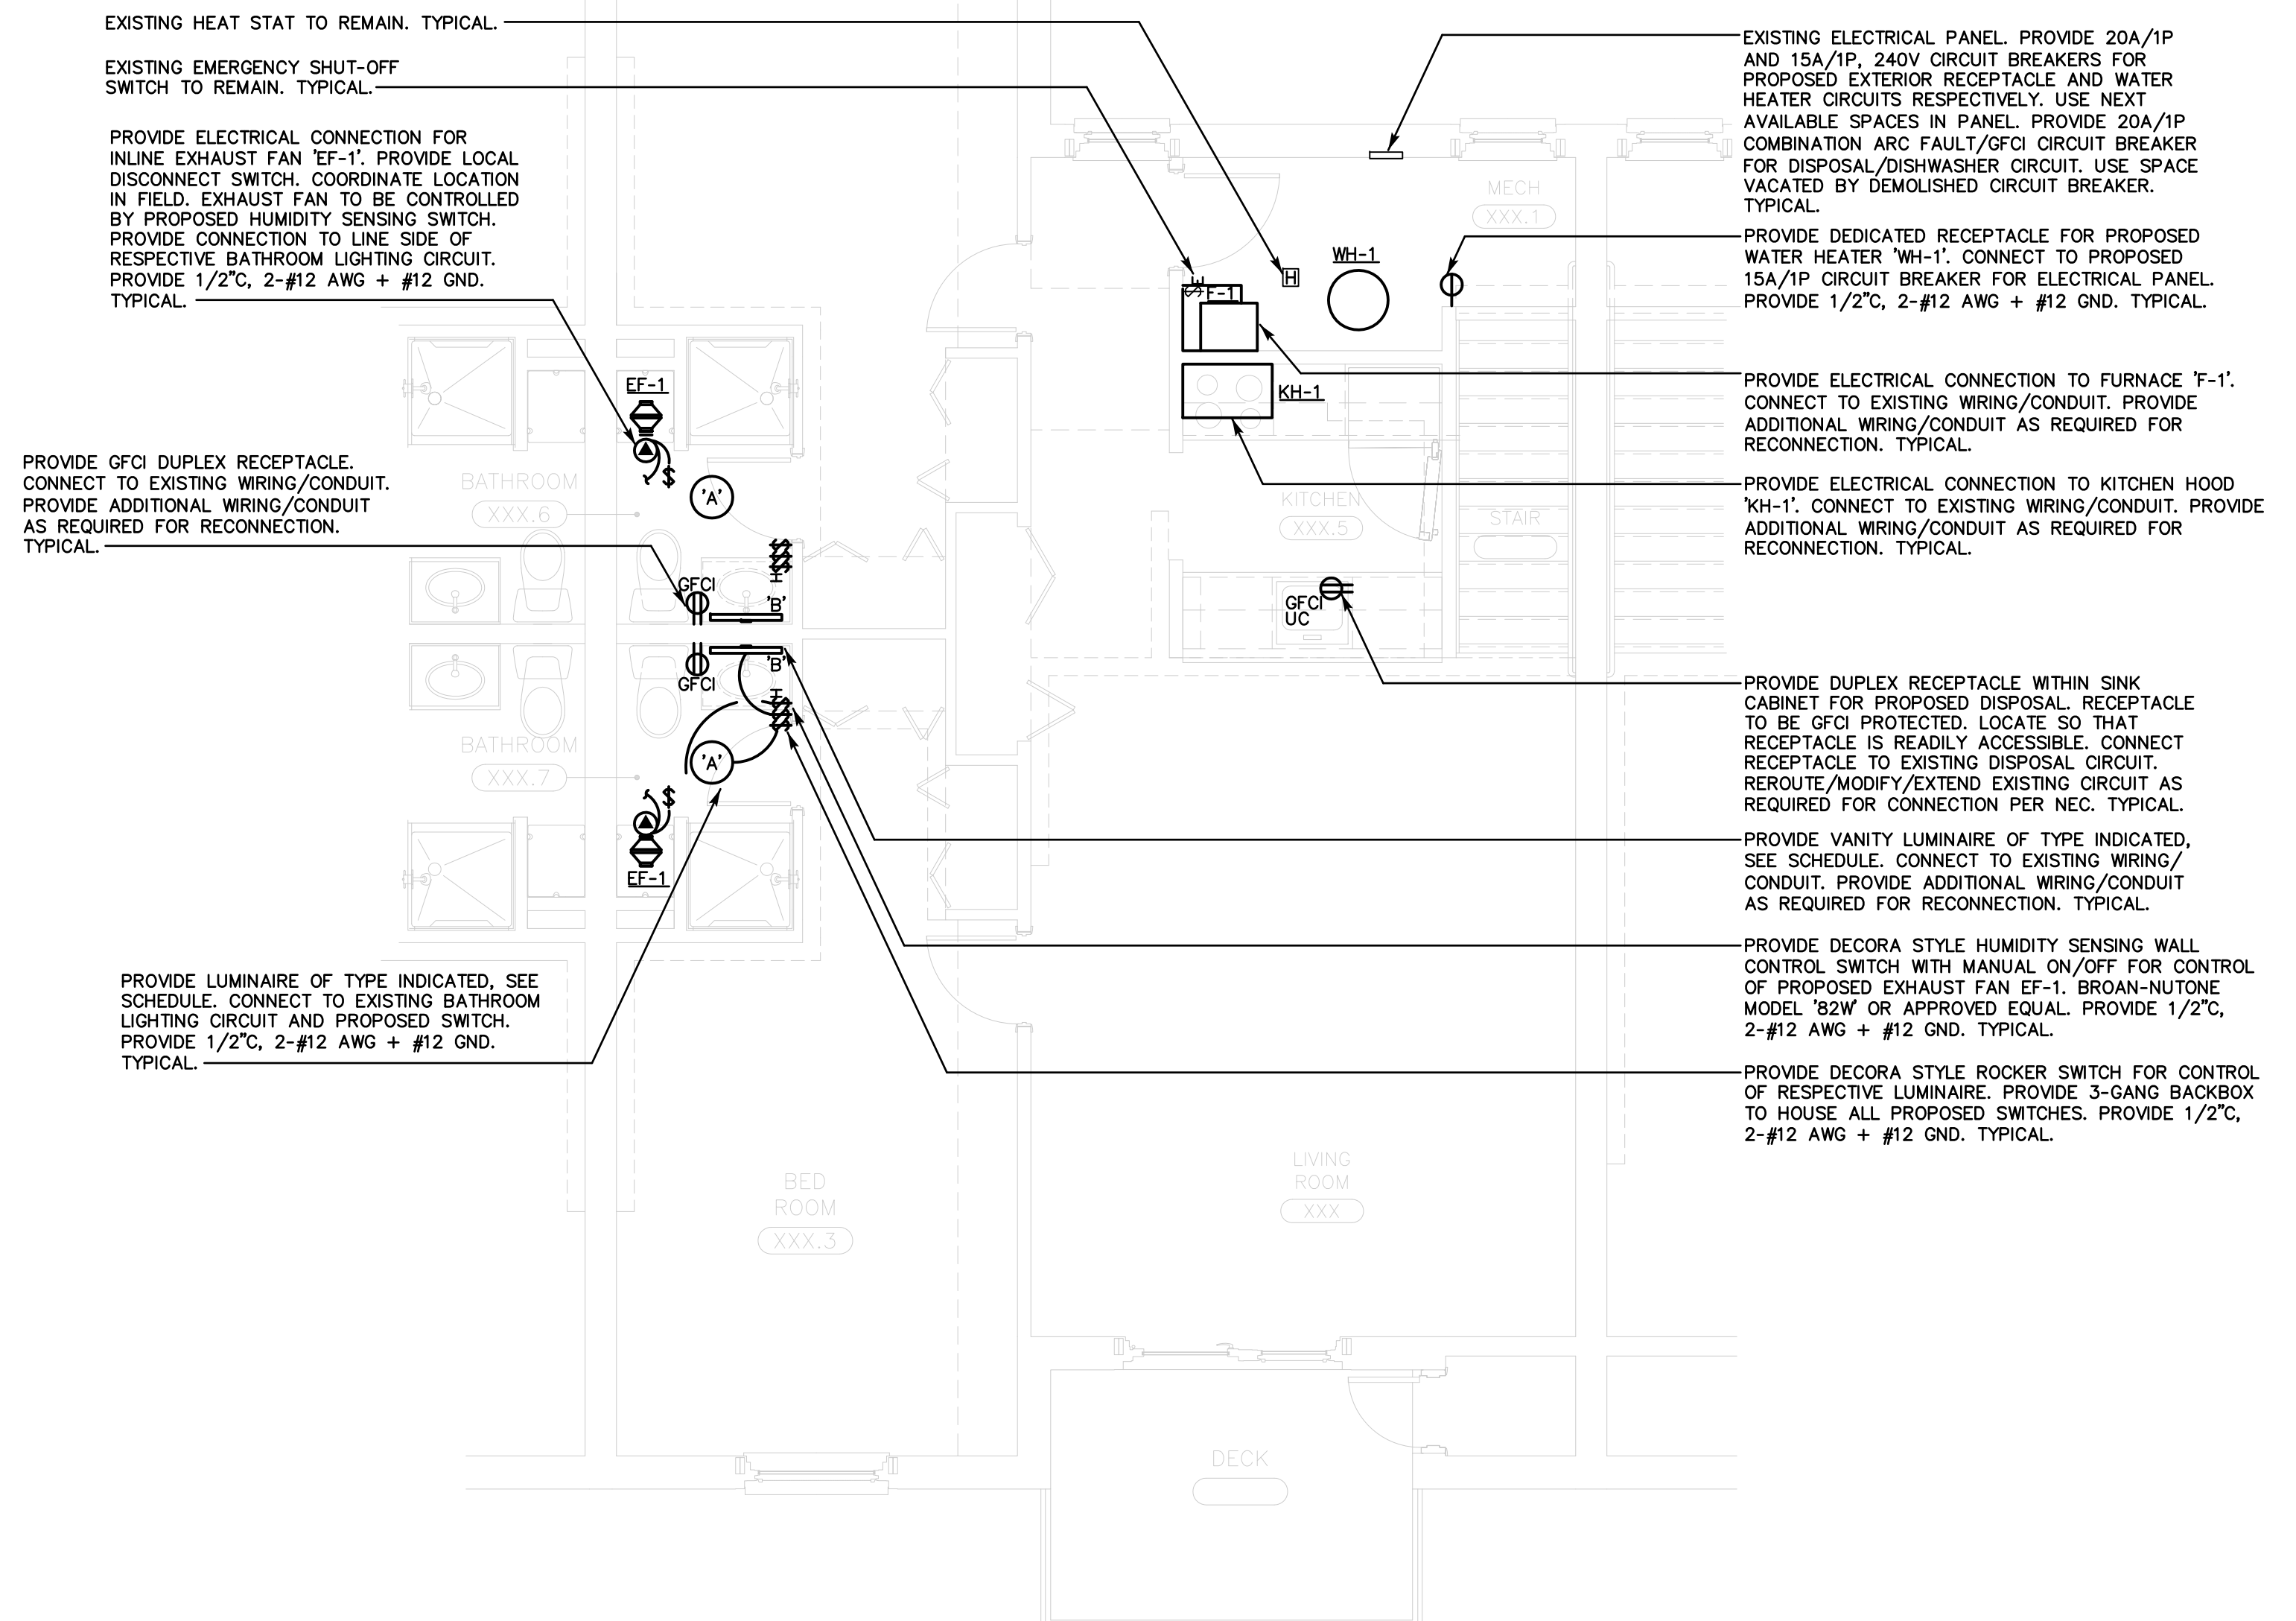 EXISTING HEAT STAT TO REMAIN. TYPICAL.
EXISTING EMERGENCY SHUT-OFF
SWITCH TO REMAIN. TYPICAL.
PROVIDE ELECTRICAL CONNECTION FOR
INLINE EXHAUST FAN 'EF-1'. PROVIDE LOCAL
DISCONNECT SWITCH. COORDINATE LOCATION
IN FIELD. EXHAUST FAN TO BE CONTROLLED
BY PROPOSED HUMIDITY SENSING SWITCH.
PROVIDE CONNECTION TO LINE SIDE OF
RESPECTIVE BATHROOM LIGHTING CIRCUIT.
PROVIDE 1/2"C, 2-#12 AWG + #12 GND.
TYPICAL.
PROVIDE GFCI DUPLEX RECEPTACLE.
CONNECT TO EXISTING WIRING/CONDUIT.
PROVIDE ADDITIONAL WIRING/CONDUIT
AS REQUIRED FOR RECONNECTION.
TYPICAL.
PROVIDE LUMINAIRE OF TYPE INDICATED, SEE
SCHEDULE. CONNECT TO EXISTING BATHROOM
LIGHTING CIRCUIT AND PROPOSED SWITCH.
PROVIDE 1/2"C, 2-#12 AWG + #12 GND.
TYPICAL.
EF-1
$
'A'
BATHROOM
XXX.6
H
GFCI
'B'
'B'
GFCI
H
BATHROOM
XXX.7
'A'
$
EF-1
BED
ROOM
XXX.3
MECH
XXX.1
WH-1
H
E
$
F-1
KH-1
KITCHEN
XXX.5
STAIR
GFCI
UC
LIVING
ROOM
XXX
DECK
EXISTING ELECTRICAL PANEL. PROVIDE 20A/1P
AND 15A/1P, 240V CIRCUIT BREAKERS FOR
PROPOSED EXTERIOR RECEPTACLE AND WATER
HEATER CIRCUITS RESPECTIVELY. USE NEXT
AVAILABLE SPACES IN PANEL. PROVIDE 20A/1P
COMBINATION ARC FAULT/GFCI CIRCUIT BREAKER
FOR DISPOSAL/DISHWASHER CIRCUIT. USE SPACE
VACATED BY DEMOLISHED CIRCUIT BREAKER.
TYPICAL.
PROVIDE DEDICATED RECEPTACLE FOR PROPOSED
WATER HEATER 'WH-1'. CONNECT TO PROPOSED
15A/1P CIRCUIT BREAKER FOR ELECTRICAL PANEL.
PROVIDE 1/2"C, 2-#12 AWG + #12 GND. TYPICAL.
PROVIDE ELECTRICAL CONNECTION TO FURNACE 'F-1'.
CONNECT TO EXISTING WIRING/CONDUIT. PROVIDE
ADDITIONAL WIRING/CONDUIT AS REQUIRED FOR
RECONNECTION. TYPICAL.
PROVIDE ELECTRICAL CONNECTION TO KITCHEN HOOD
'KH-1'. CONNECT TO EXISTING WIRING/CONDUIT. PROVIDE
ADDITIONAL WIRING/CONDUIT AS REQUIRED FOR
RECONNECTION. TYPICAL.
PROVIDE DUPLEX RECEPTACLE WITHIN SINK
CABINET FOR PROPOSED DISPOSAL. RECEPTACLE
TO BE GFCI PROTECTED. LOCATE SO THAT
RECEPTACLE IS READILY ACCESSIBLE. CONNECT
RECEPTACLE TO EXISTING DISPOSAL CIRCUIT.
REROUTE/MODIFY/EXTEND EXISTING CIRCUIT AS
REQUIRED FOR CONNECTION PER NEC. TYPICAL.
PROVIDE VANITY LUMINAIRE OF TYPE INDICATED,
SEE SCHEDULE. CONNECT TO EXISTING WIRING/
CONDUIT. PROVIDE ADDITIONAL WIRING/CONDUIT
AS REQUIRED FOR RECONNECTION. TYPICAL.
PROVIDE DECORA STYLE HUMIDITY SENSING WALL
CONTROL SWITCH WITH MANUAL ON/OFF FOR CONTROL
OF PROPOSED EXHAUST FAN EF-1. BROAN-NUTONE
MODEL '82W' OR APPROVED EQUAL. PROVIDE 1/2"C,
2-#12 AWG + #12 GND. TYPICAL.
PROVIDE DECORA STYLE ROCKER SWITCH FOR CONTROL
OF RESPECTIVE LUMINAIRE. PROVIDE 3-GANG BACKBOX
TO HOUSE ALL PROPOSED SWITCHES. PROVIDE 1/2"C,
2-#12 AWG + #12 GND. TYPICAL.